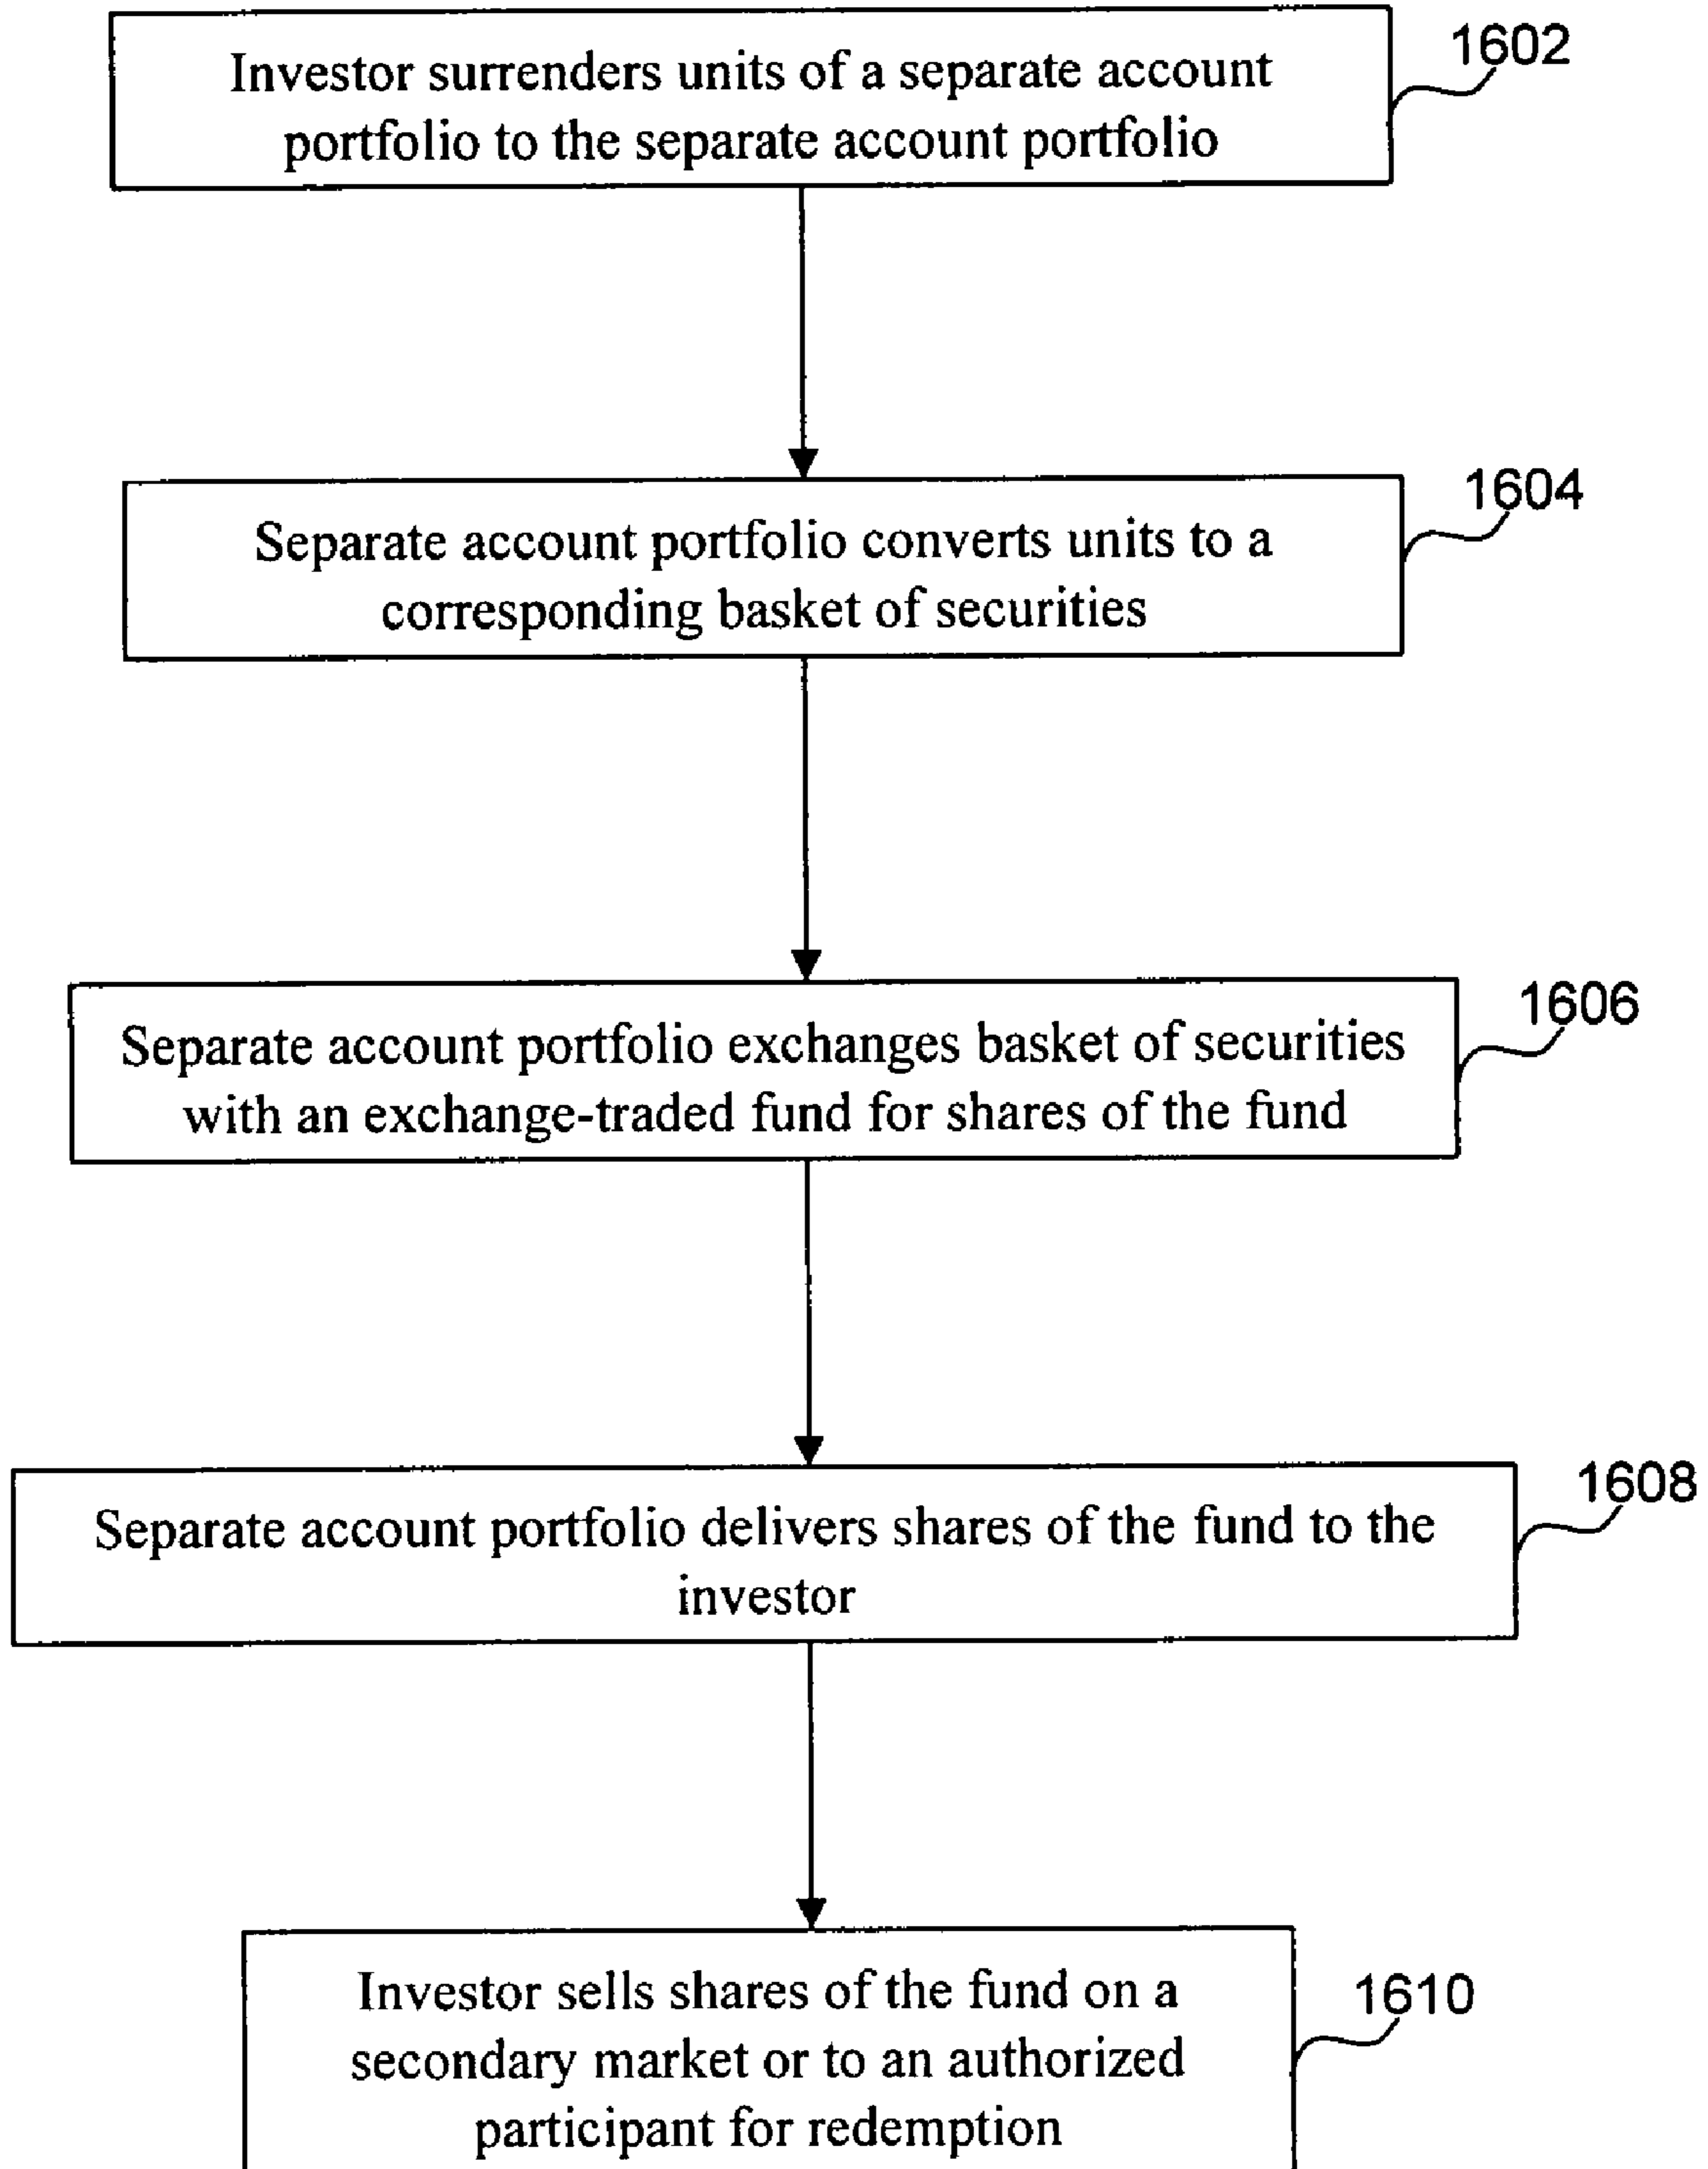 Investor surrenders units of a separate account
portfolio to the separate account portfolio
1602
Separate account portfolio converts units to a
corresponding basket of securities
1604
Separate account portfolio exchanges basket of securities
with an exchange-traded fund for shares of the fund
1606
Separate account portfolio delivers shares of the fund to the
investor
1608
Investor sells shares of the fund on a
secondary market or to an authorized
participant for redemption
1610